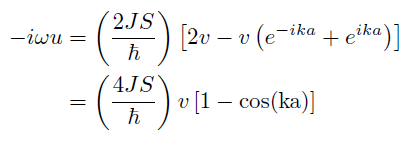 −iωu = (2JS/ħ) [2v − v (e^{−ika} + e^{ika})]
= (4JS/ħ) v [1 − cos(ka)]